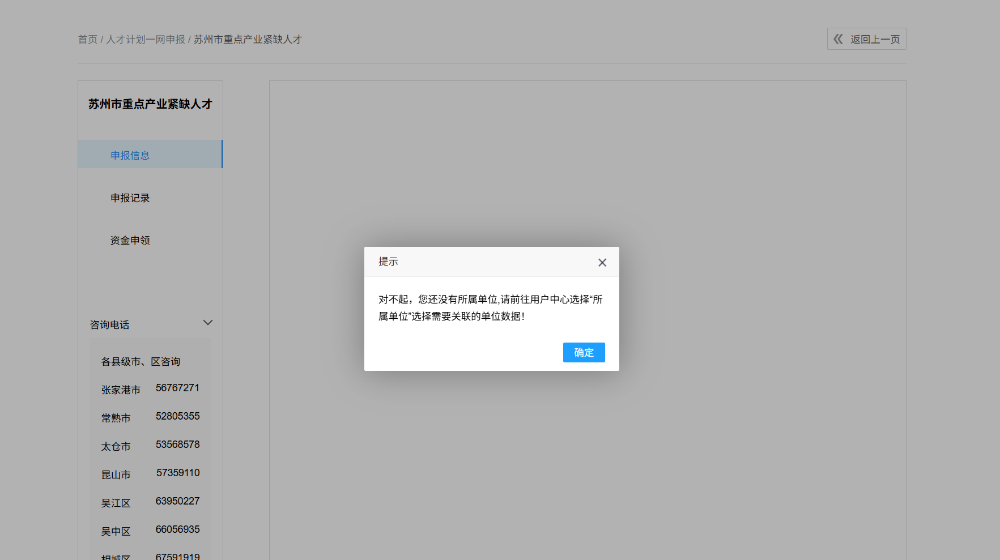 首页 / 人才计划一网申报 / 苏州市重点产业紧缺人才
返回上一页
苏州市重点产业紧缺人才
申报信息
申报记录
资金申领
提示
对不起，您还没有所属单位,请前往用户中心选择“所
属单位”选择需要关联的单位数据！
确定
咨询电话
各县级市、区咨询
张家港市 56767271
常熟市 52805355
太仓市 53568578
昆山市 57359110
吴江区 63950227
吴中区 66056935
相城区 67591919